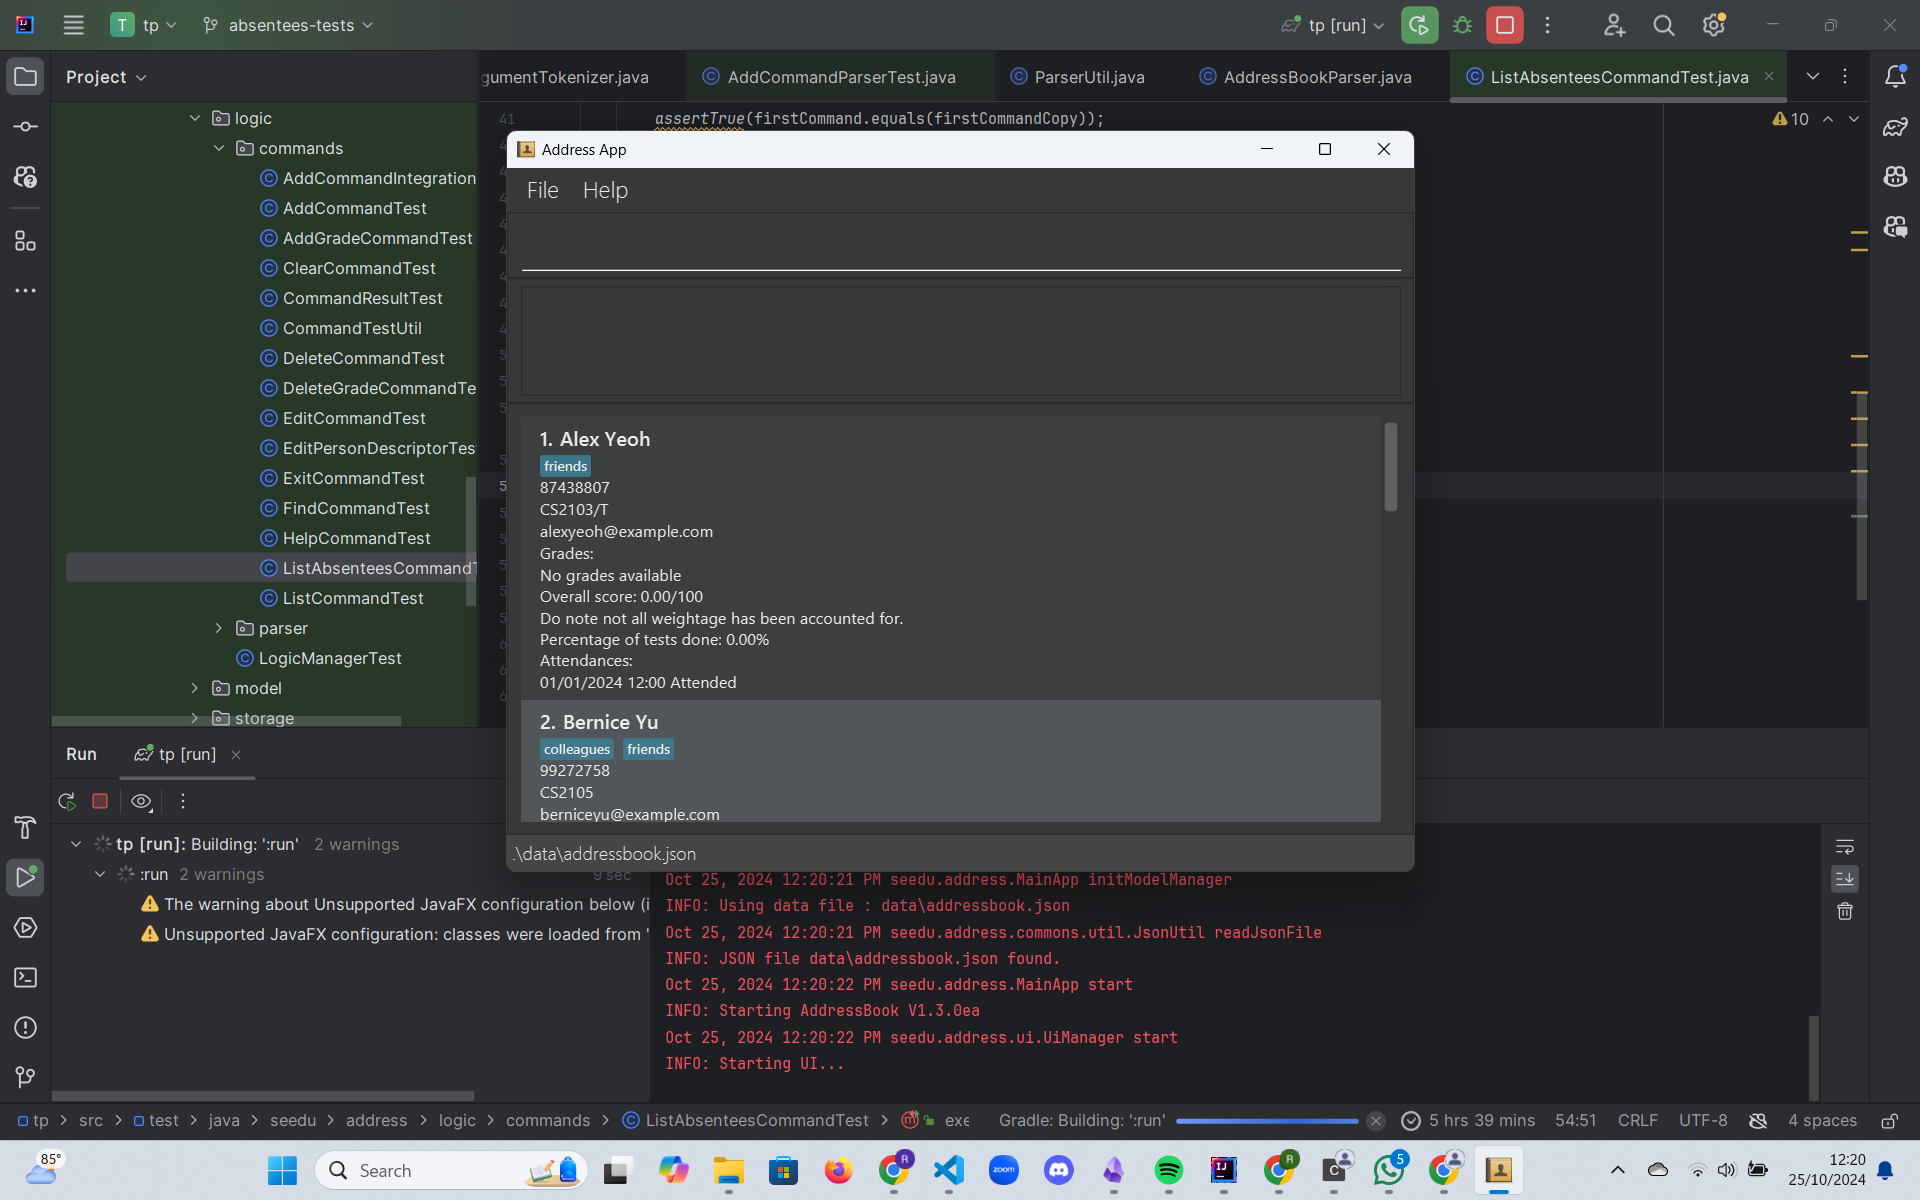 T tp absentees-tests tp [run]
Project
gumentTokenizer.java AddCommandParserTest.java ParserUtil.java AddressBookParser.java ListAbsenteesCommandTest.java
logic
commands
AddCommandIntegration
AddCommandTest
AddGradeCommandTest
ClearCommandTest
CommandResultTest
CommandTestUtil
DeleteCommandTest
DeleteGradeCommandTe
EditCommandTest
EditPersonDescriptorTes
ExitCommandTest
FindCommandTest
HelpCommandTest
ListAbsenteesCommandT
ListCommandTest
parser
LogicManagerTest
model
storage
41 assertTrue(firstCommand.equals(firstCommandCopy));
10
Address App
File Help
1. Alex Yeoh
friends
87438807
CS2103/T
alexyeoh@example.com
Grades:
No grades available
Overall score: 0.00/100
Do note not all weightage has been accounted for.
Percentage of tests done: 0.00%
Attendances:
01/01/2024 12:00 Attended
2. Bernice Yu
colleagues friends
99272758
CS2105
berniceyu@example.com
.\data\addressbook.json
Run tp [run]
tp [run]: Building: ':run' 2 warnings
:run 2 warnings 9 sec
The warning about Unsupported JavaFX configuration below (i
Unsupported JavaFX configuration: classes were loaded from '
Oct 25, 2024 12:20:21 PM seedu.address.MainApp initModelManager
INFO: Using data file : data\addressbook.json
Oct 25, 2024 12:20:21 PM seedu.address.commons.util.JsonUtil readJsonFile
INFO: JSON file data\addressbook.json found.
Oct 25, 2024 12:20:22 PM seedu.address.MainApp start
INFO: Starting AddressBook V1.3.0ea
Oct 25, 2024 12:20:22 PM seedu.address.ui.UiManager start
INFO: Starting UI...
tp > src > test > java > seedu > address > logic > commands > ListAbsenteesCommandTest > exe Gradle: Building: ':run' 5 hrs 39 mins 54:51 CRLF UTF-8 4 spaces
85° Search zoom 5 12:20
25/10/2024